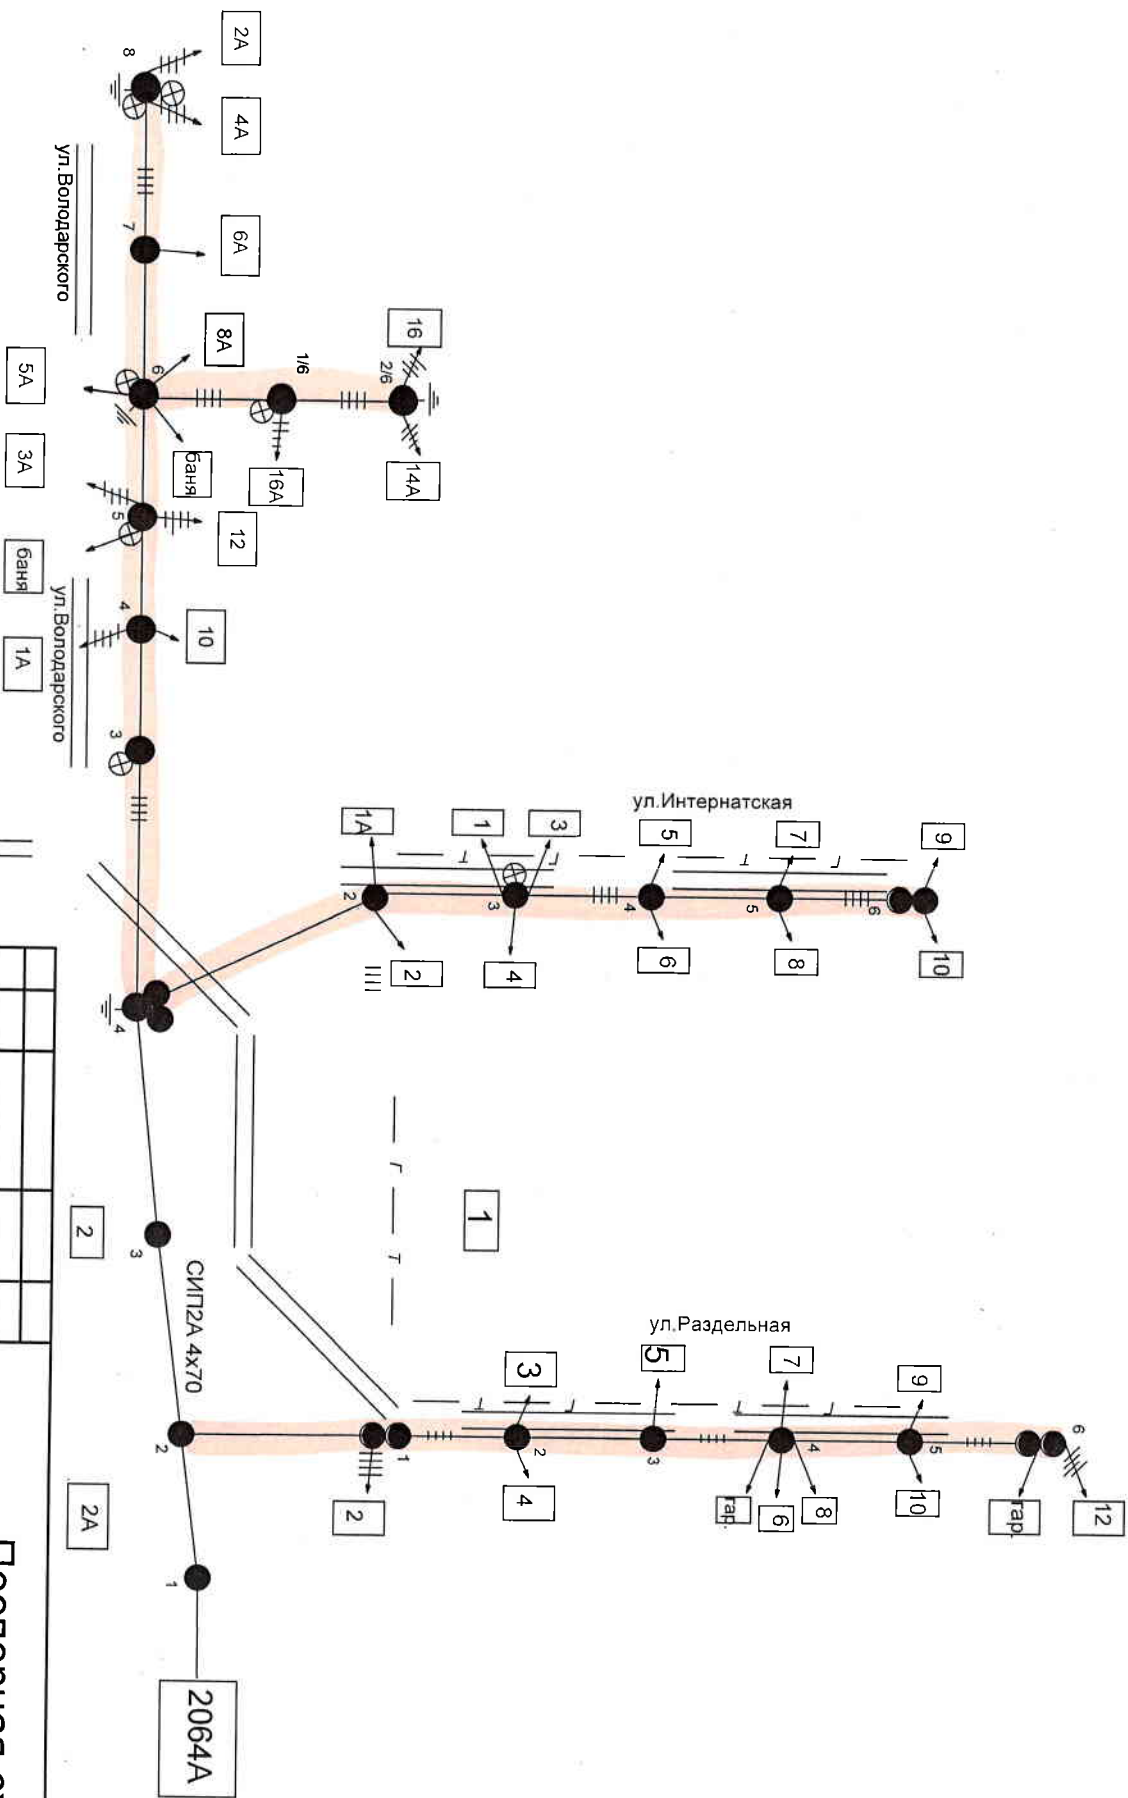 2А
4А
8
7
6А
ул.Володарского
8А
6
1/6
2/6
16
14А
16А
баня
5А
3А
баня
1А
5
12
4
10
ул.Володарского
3
4
ул.Интернатская
1А
2
2
1
3
3
4
5
4
6
7
5
8
9
6
10
Т
Г
Т
Г
1
Г
Т
2
3
СИП2А 4х70
2
2А
1
2064А
ул.Раздельная
1
2
3
2
4
5
3
7
4
гар.
6
8
9
5
10
6
гар.
12
Т
Г
Т
Г